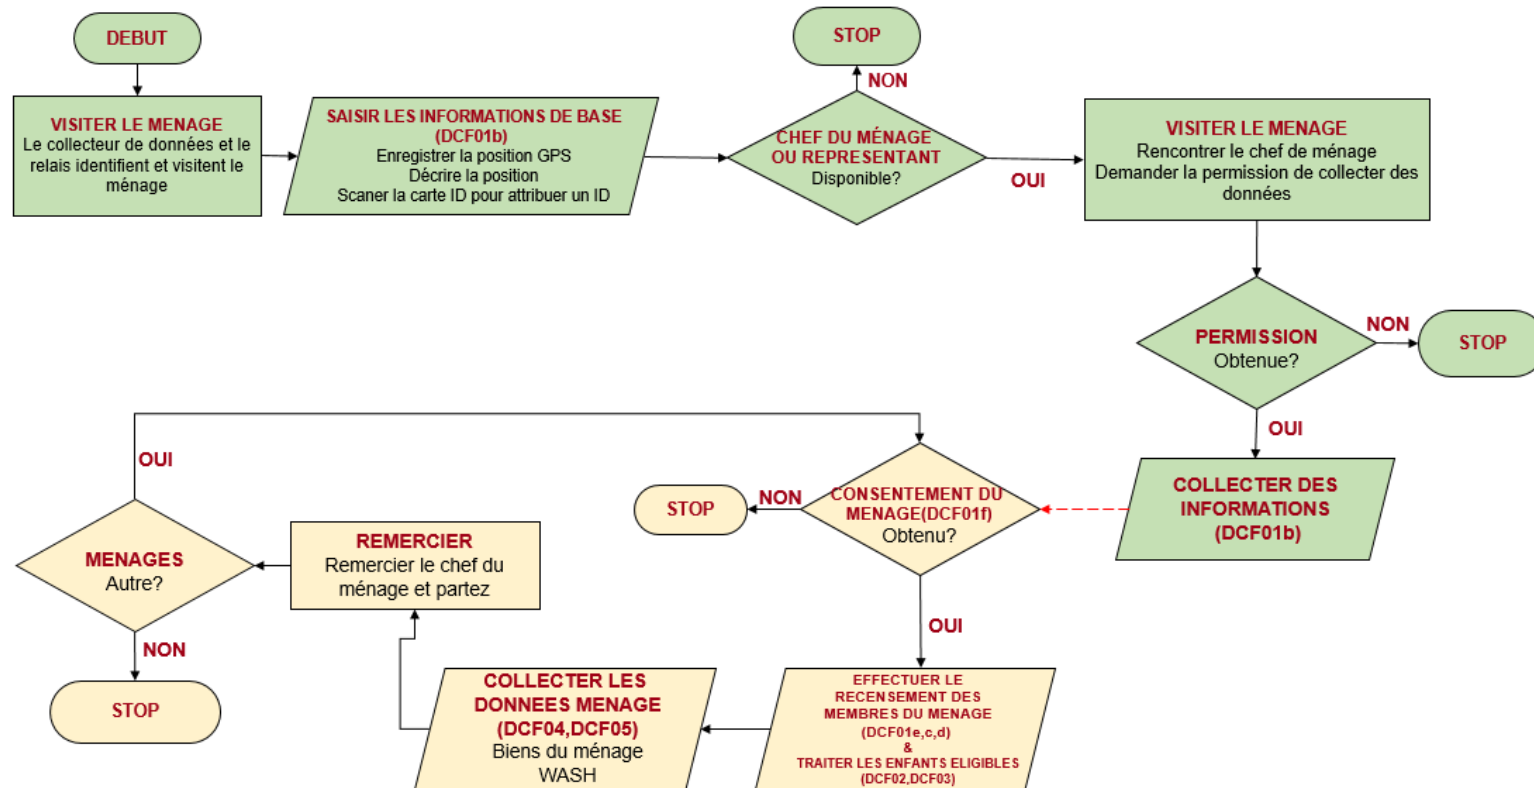 DEBUT
STOP
NON
VISITER LE MENAGE
Le collecteur de données et le
relais identifient et visitent le
ménage
SAISIR LES INFORMATIONS DE BASE
(DCF01b)
Enregistrer la position GPS
Décrire la position
Scaner la carte ID pour attribuer un ID
CHEF DU MÉNAGE
OU REPRESENTANT
Disponible?
OUI
VISITER LE MENAGE
Rencontrer le chef de ménage
Demander la permission de collecter des
données
PERMISSION
Obtenue?
NON
STOP
OUI
COLLECTER DES
INFORMATIONS
(DCF01b)
CONSENTEMENT DU
MENAGE(DCF01f)
Obtenu?
NON
STOP
OUI
EFFECTUER LE
RECENSEMENT DES
MEMBRES DU MENAGE
(DCF01e,c,d)
&
TRAITER LES ENFANTS ELIGIBLES
(DCF02,DCF03)
COLLECTER LES
DONNEES MENAGE
(DCF04,DCF05)
Biens du ménage
WASH
REMERCIER
Remercier le chef du
ménage et partez
MENAGES
Autre?
OUI
NON
STOP